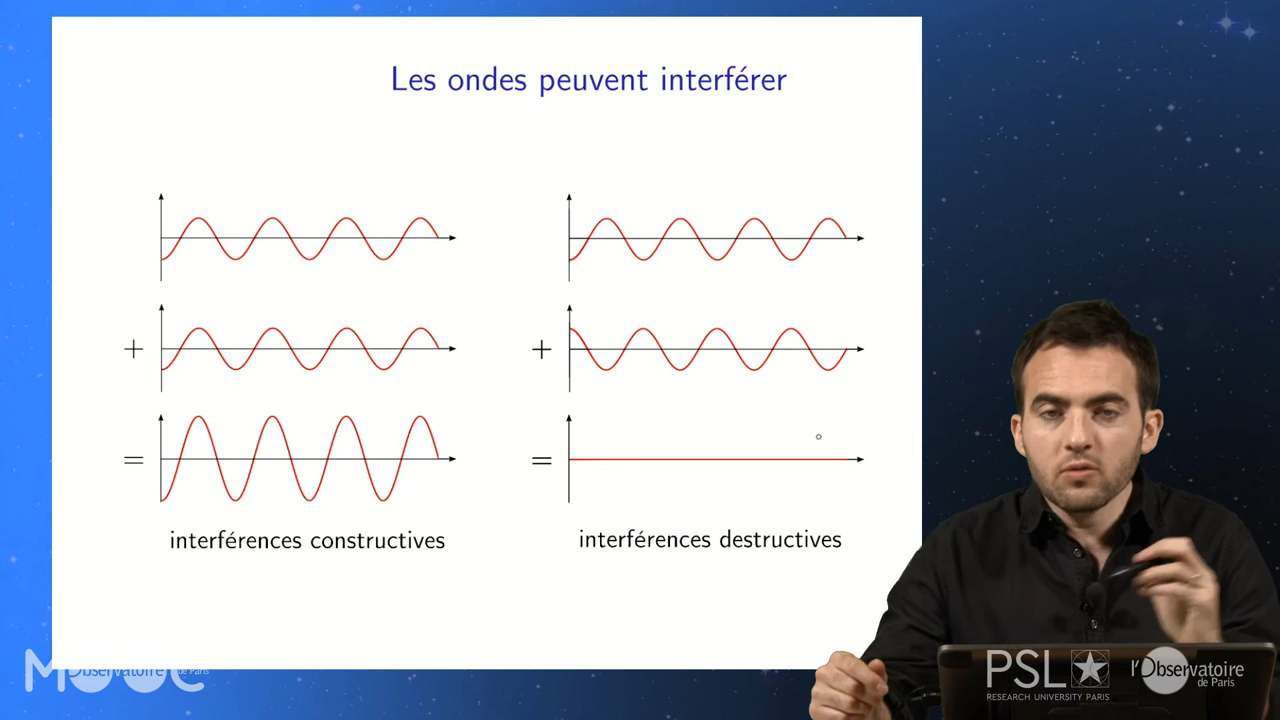 Les ondes peuvent interférer
+
+
=
=
interférences constructives
interférences destructives
MOOC
l'Observatoire
de Paris
PSL
RESEARCH UNIVERSITY PARIS
l'Observatoire
de Paris